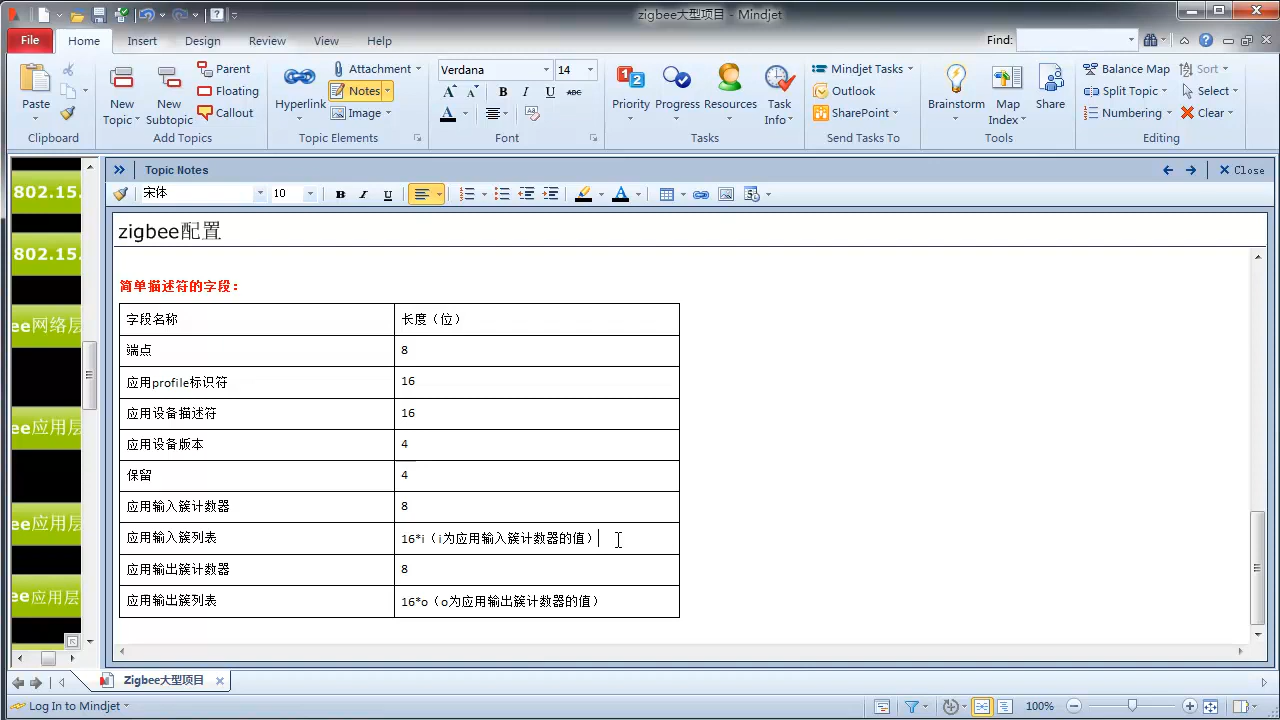 zigbee大型项目 - Mindjet
File Home Insert Design Review View Help Find:
Paste
Clipboard
New Topic
New Subtopic
Parent
Floating
Callout
Add Topics
Hyperlink
Attachment
Notes
Image
Topic Elements
Verdana 14
B I U ABC
A
Font
Priority
Progress
Resources
Task Info
Tasks
Mindjet Tasks
Outlook
SharePoint
Send Tasks To
Brainstorm
Map Index
Share
Tools
Balance Map
Split Topic
Numbering
Sort
Select
Clear
Editing
Topic Notes Close
宋体 10 B I U A
802.15.
802.15.
ee网络层
ee应用层
ee应用层
ee应用层
zigbee配置
简单描述符的字段：
字段名称 长度（位）
端点 8
应用profile标识符 16
应用设备描述符 16
应用设备版本 4
保留 4
应用输入簇计数器 8
应用输入簇列表 16*i（i为应用输入簇计数器的值）
应用输出簇计数器 8
应用输出簇列表 16*o（o为应用输出簇计数器的值）
Zigbee大型项目
Log In to Mindjet 100%